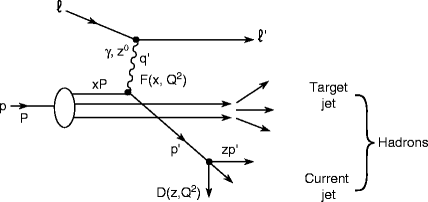 ℓ
ℓ'
γ, z⁰
q'
xP
F(x, Q²)
p
P
p'
zp'
D(z,Q²)
Target
jet
Hadrons
Current
jet